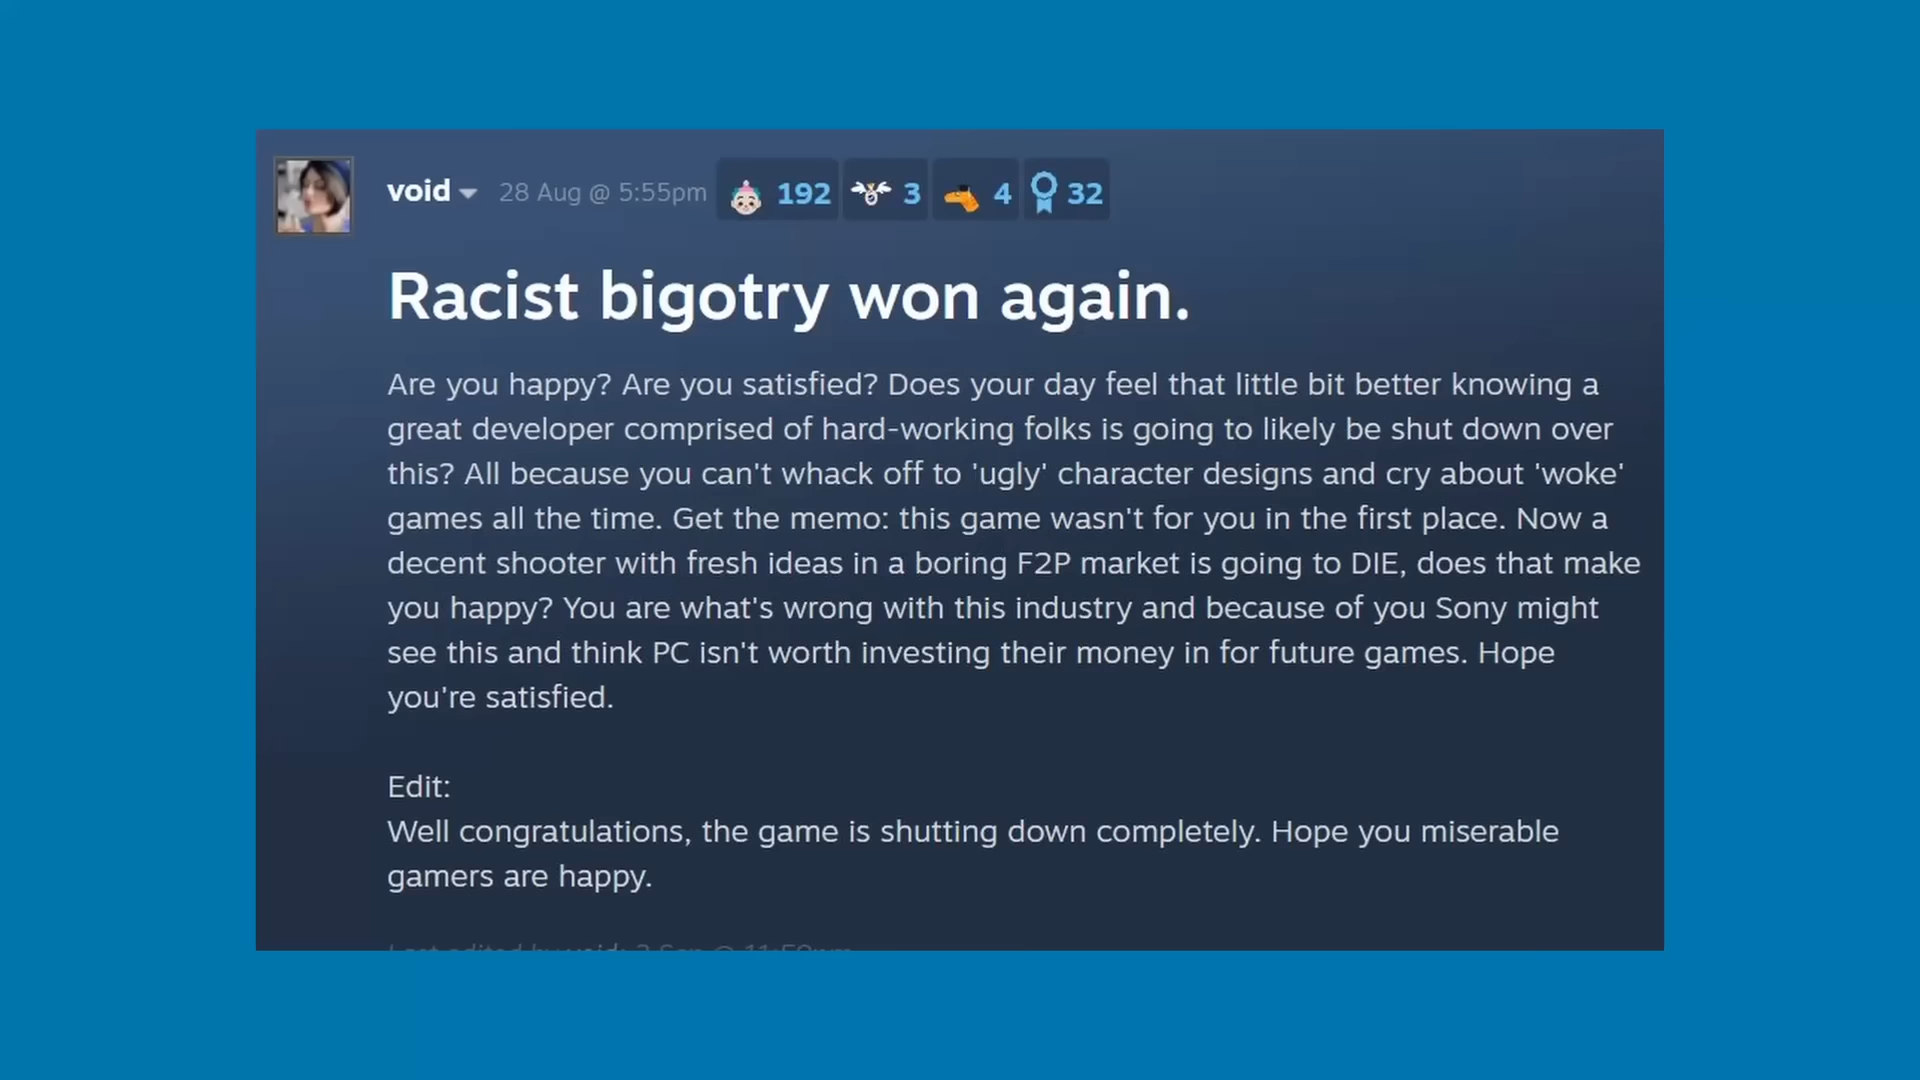 void 28 Aug @ 5:55pm 192 3 4 32
Racist bigotry won again.
Are you happy? Are you satisfied? Does your day feel that little bit better knowing a
great developer comprised of hard-working folks is going to likely be shut down over
this? All because you can't whack off to 'ugly' character designs and cry about 'woke'
games all the time. Get the memo: this game wasn't for you in the first place. Now a
decent shooter with fresh ideas in a boring F2P market is going to DIE, does that make
you happy? You are what's wrong with this industry and because of you Sony might
see this and think PC isn't worth investing their money in for future games. Hope
you're satisfied.
Edit:
Well congratulations, the game is shutting down completely. Hope you miserable
gamers are happy.
Last edited by void; 3 Sep @